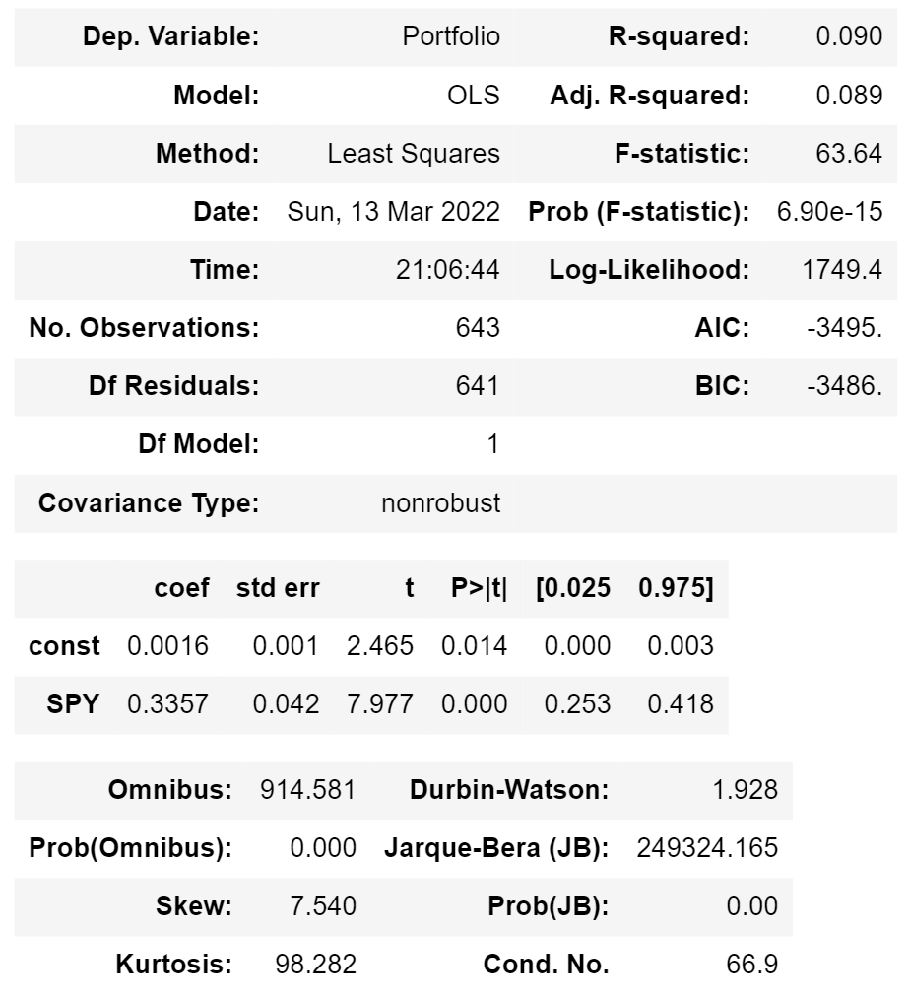 Dep. Variable: Portfolio R-squared: 0.090
Model: OLS Adj. R-squared: 0.089
Method: Least Squares F-statistic: 63.64
Date: Sun, 13 Mar 2022 Prob (F-statistic): 6.90e-15
Time: 21:06:44 Log-Likelihood: 1749.4
No. Observations: 643 AIC: -3495.
Df Residuals: 641 BIC: -3486.
Df Model: 1
Covariance Type: nonrobust
coef std err t P>|t| [0.025 0.975]
const 0.0016 0.001 2.465 0.014 0.000 0.003
SPY 0.3357 0.042 7.977 0.000 0.253 0.418
Omnibus: 914.581 Durbin-Watson: 1.928
Prob(Omnibus): 0.000 Jarque-Bera (JB): 249324.165
Skew: 7.540 Prob(JB): 0.00
Kurtosis: 98.282 Cond. No. 66.9